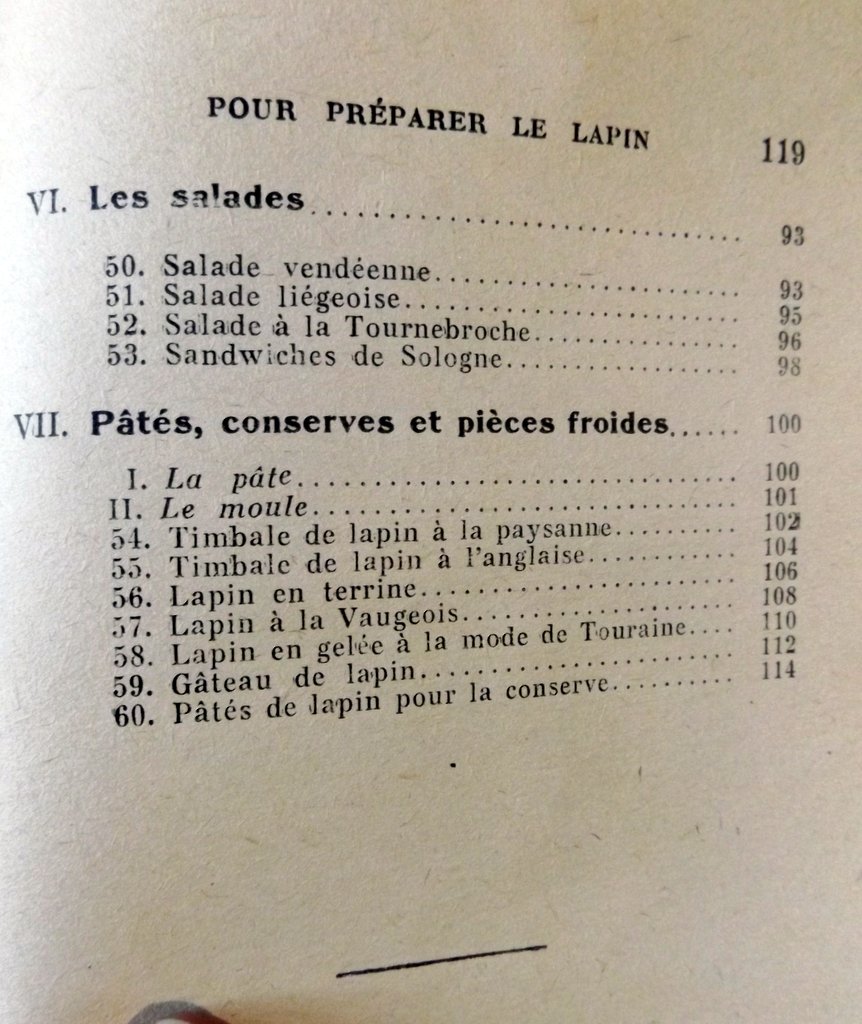 POUR PRÉPARER LE LAPIN 119
VI. Les salades.......................... 93
50. Salade vendéenne..................... 93
51. Salade liégeoise....................... 95
52. Salade à la Tournebroche............... 96
53. Sandwiches de Sologne................. 98
VII. Pâtés, conserves et pièces froides...... 100
I. La pâte............................. 100
II. Le moule............................ 101
54. Timbale de lapin à la paysanne.......... 102
55. Timbale de lapin à l'anglaise............ 104
56. Lapin en terrine....................... 106
57. Lapin à la Vaugeois.................... 108
58. Lapin en gelée à la mode de Touraine.... 110
59. Gâteau de lapin....................... 112
60. Pâtés de lapin pour la conserve.......... 114